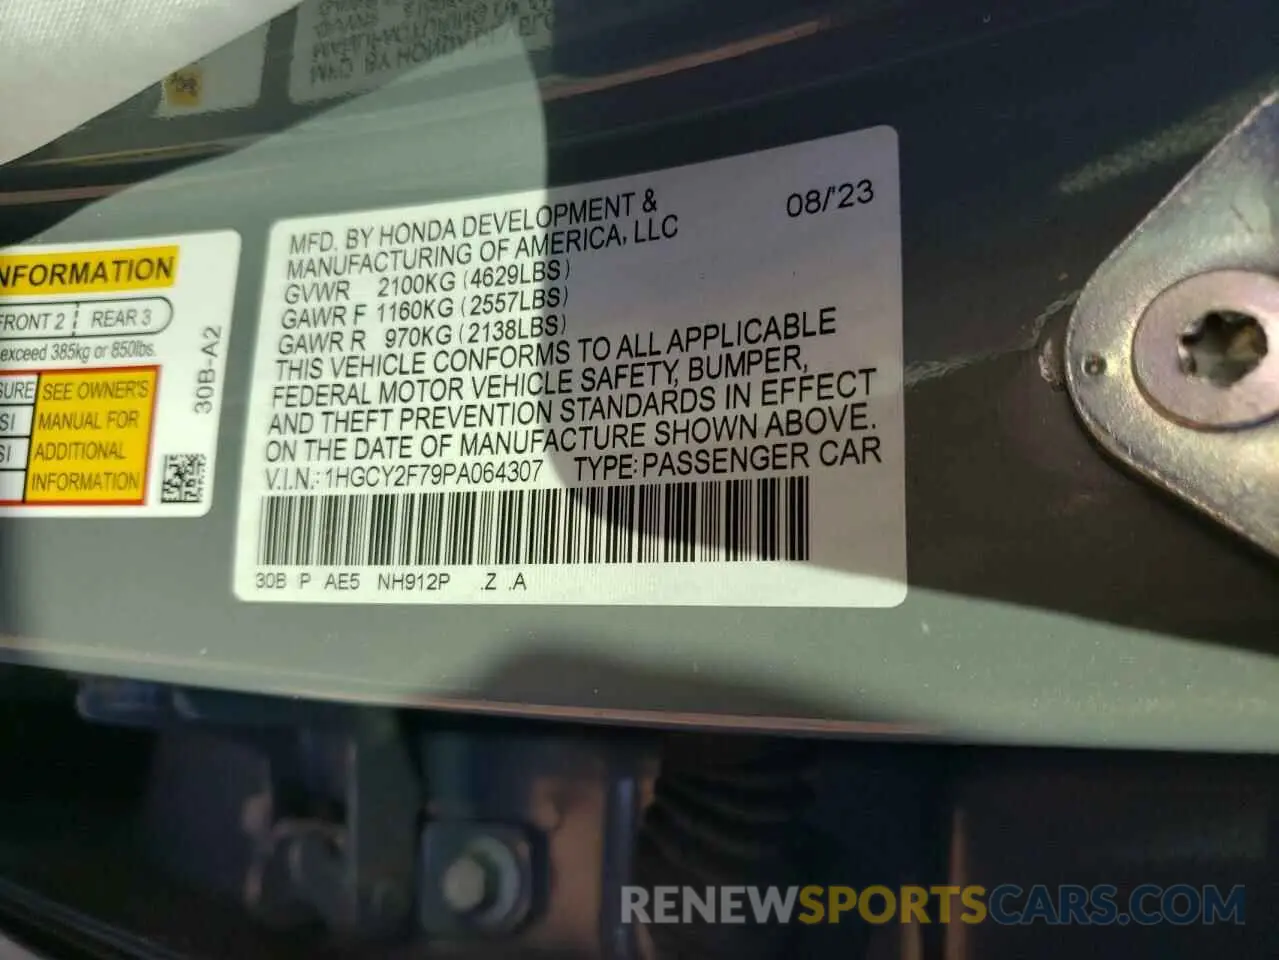 MFD. BY HONDA DEVELOPMENT & 08/'23
MANUFACTURING OF AMERICA, LLC
GVWR 2100KG (4629LBS)
GAWR F 1160KG (2557LBS)
GAWR R 970KG (2138LBS)
THIS VEHICLE CONFORMS TO ALL APPLICABLE
FEDERAL MOTOR VEHICLE SAFETY, BUMPER,
AND THEFT PREVENTION STANDARDS IN EFFECT
ON THE DATE OF MANUFACTURE SHOWN ABOVE.
V.I.N.: 1HGCY2F79PA064307 TYPE: PASSENGER CAR
30B P AE5 NH912P .Z .A
NFORMATION
FRONT 2 REAR 3
exceed 385kg or 850lbs.
SURE SEE OWNER'S
SI MANUAL FOR
SI ADDITIONAL
INFORMATION
30B-A2
RENEWSPORTSCARS.COM